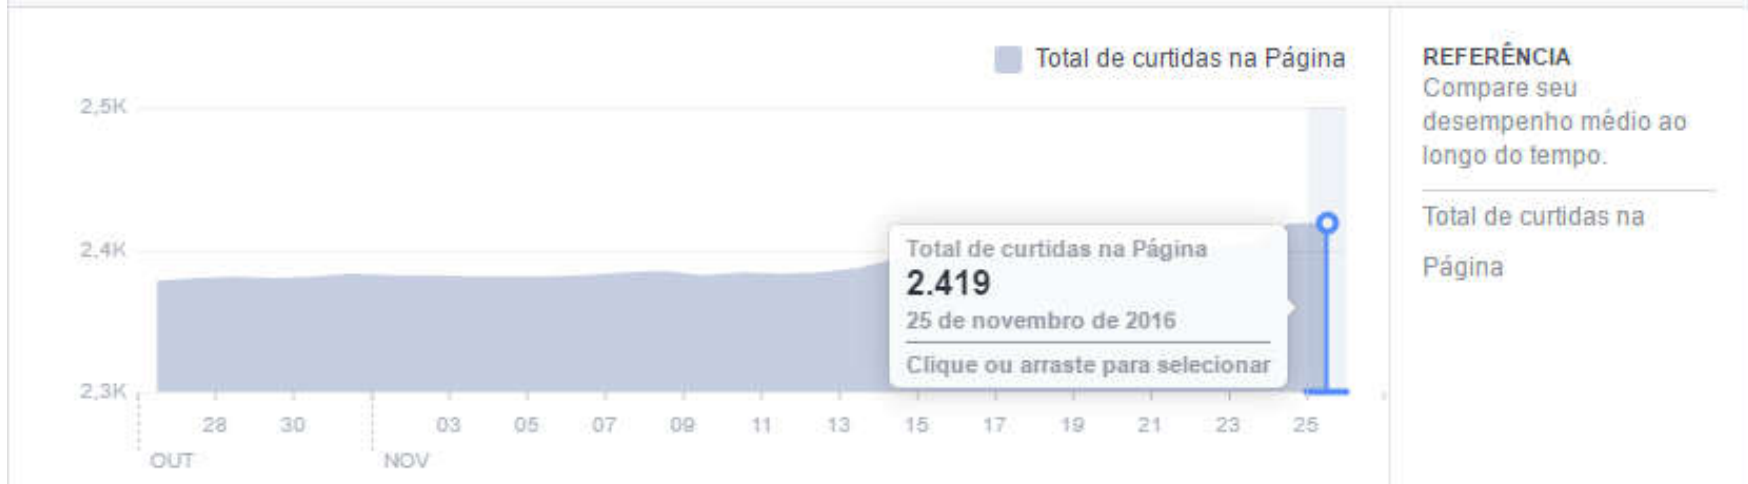 Total de curtidas na Página
2,5K
2,4K
2,3K
Total de curtidas na Página
2.419
25 de novembro de 2016
Clique ou arraste para selecionar
28 30 03 05 07 09 11 13 15 17 19 21 23 25
OUT NOV
REFERÊNCIA
Compare seu
desempenho médio ao
longo do tempo.
Total de curtidas na
Página